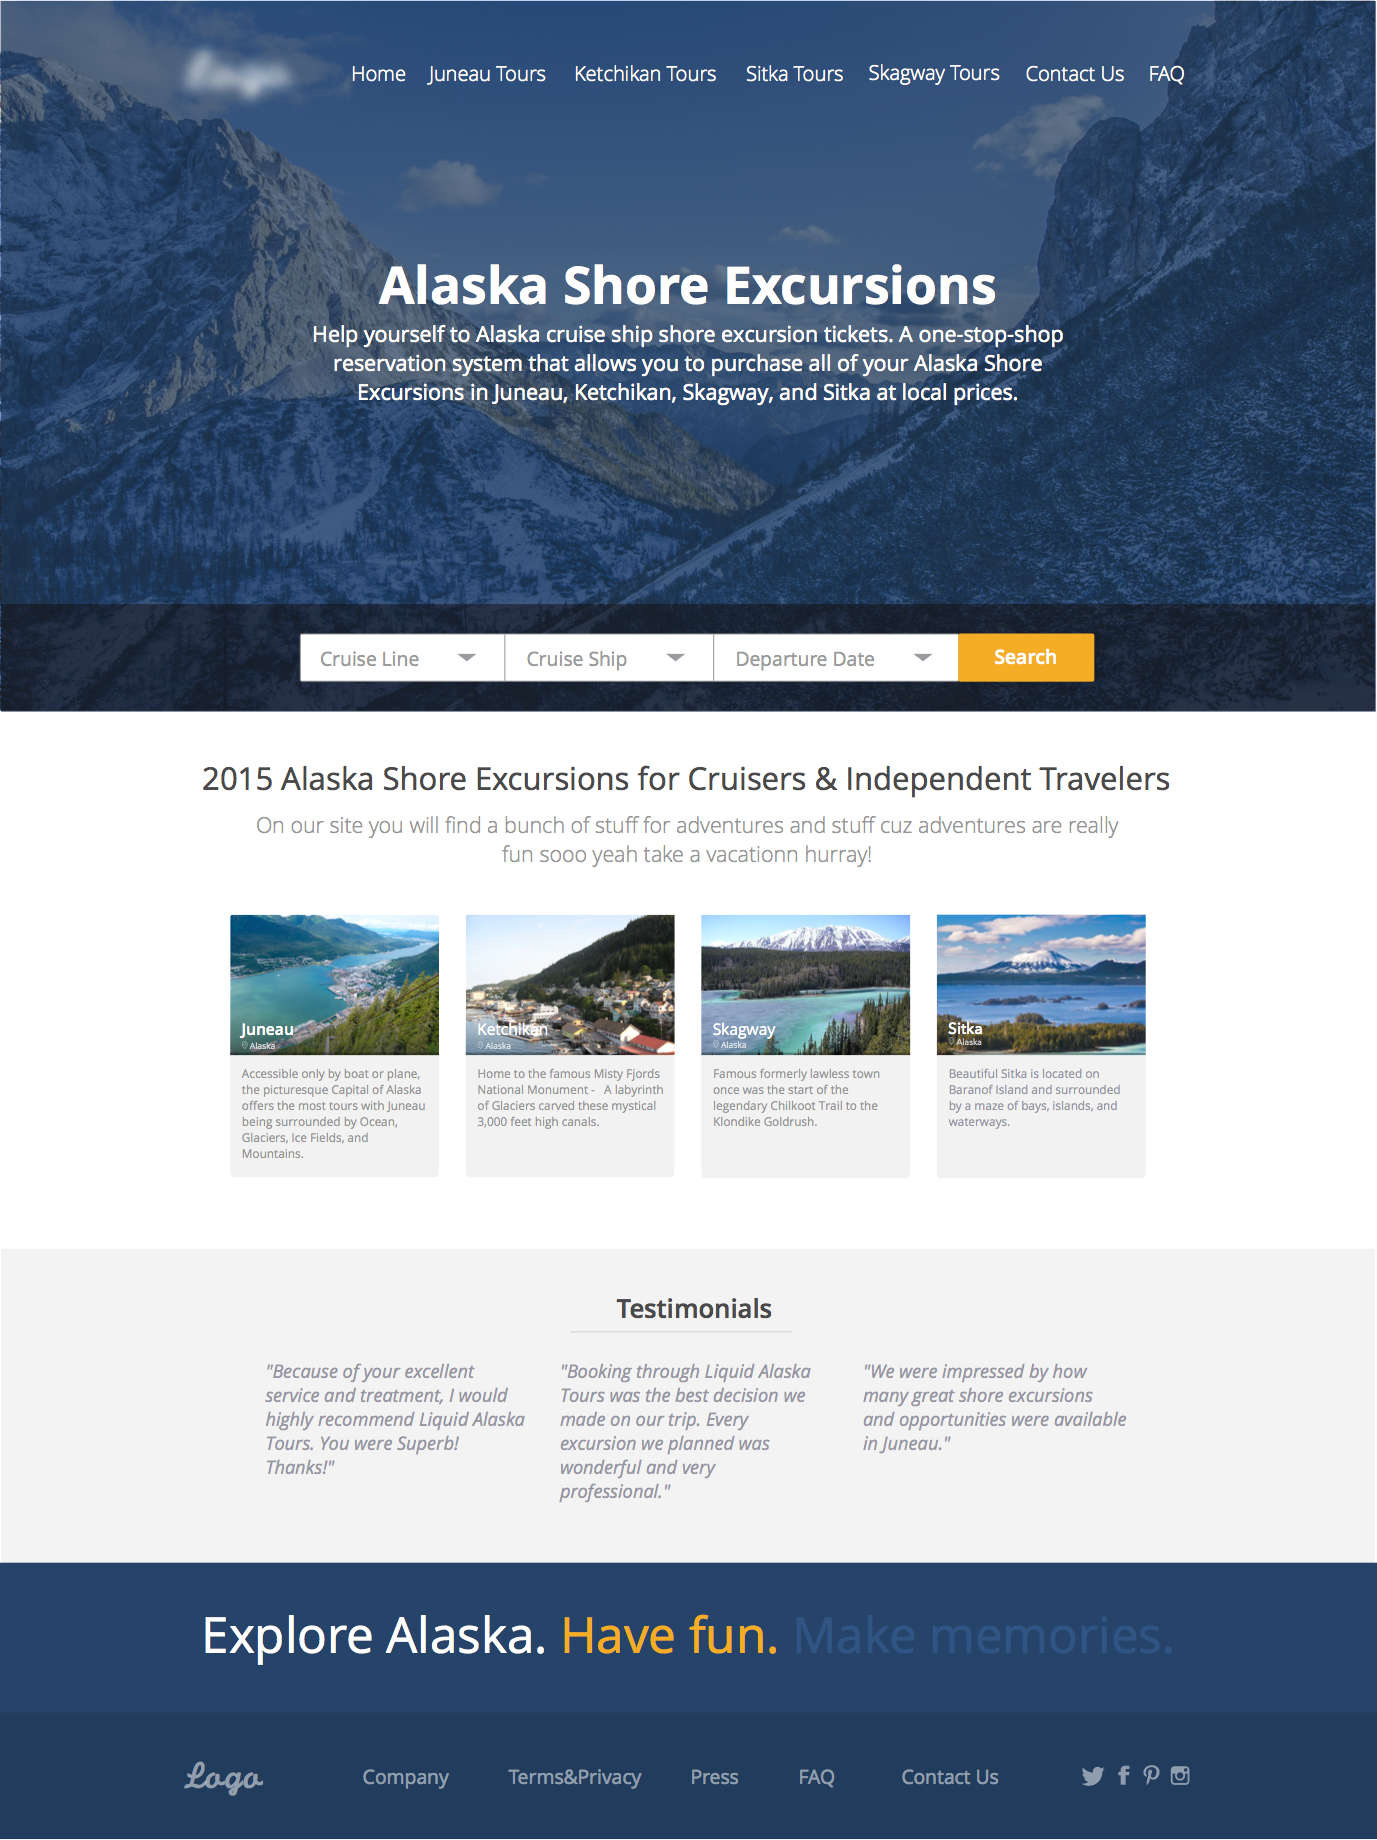 Logo
Home Juneau Tours Ketchikan Tours Sitka Tours Skagway Tours Contact Us FAQ
Alaska Shore Excursions
Help yourself to Alaska cruise ship shore excursion tickets. A one-stop-shop
reservation system that allows you to purchase all of your Alaska Shore
Excursions in Juneau, Ketchikan, Skagway, and Sitka at local prices.
Cruise Line Cruise Ship Departure Date Search
2015 Alaska Shore Excursions for Cruisers & Independent Travelers
On our site you will find a bunch of stuff for adventures and stuff cuz adventures are really
fun sooo yeah take a vacationn hurray!
Juneau
Alaska
Accessible only by boat or plane,
the picturesque Capital of Alaska
offers the most tours with Juneau
being surrounded by Ocean,
Glaciers, Ice Fields, and
Mountains.
Ketchikan
Alaska
Home to the famous Misty Fjords
National Monument - A labyrinth
of Glaciers carved these mystical
3,000 feet high canals.
Skagway
Alaska
Famous formerly lawless town
once was the start of the
legendary Chilkoot Trail to the
Klondike Goldrush.
Sitka
Alaska
Beautiful Sitka is located on
Baranof Island and surrounded
by a maze of bays, islands, and
waterways.
Testimonials
"Because of your excellent
service and treatment, I would
highly recommend Liquid Alaska
Tours. You were Superb!
Thanks!"
"Booking through Liquid Alaska
Tours was the best decision we
made on our trip. Every
excursion we planned was
wonderful and very
professional."
"We were impressed by how
many great shore excursions
and opportunities were available
in Juneau."
Explore Alaska. Have fun. Make memories.
Logo Company Terms&Privacy Press FAQ Contact Us